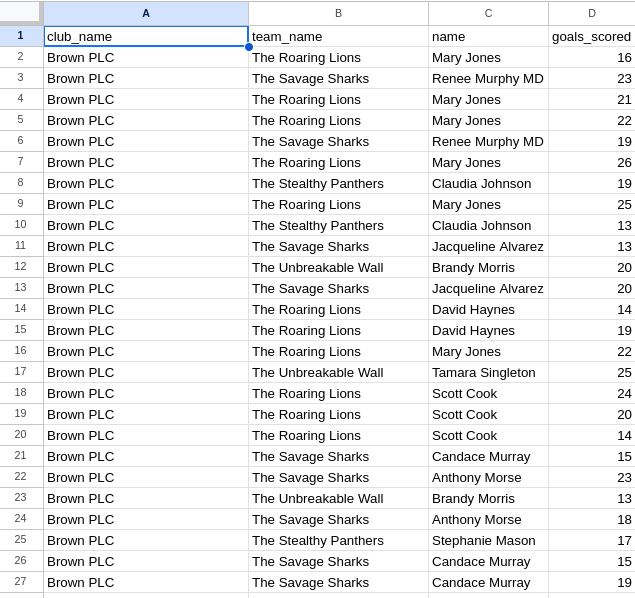 A B C D
1 club_name team_name name goals_scored
2 Brown PLC The Roaring Lions Mary Jones 16
3 Brown PLC The Savage Sharks Renee Murphy MD 23
4 Brown PLC The Roaring Lions Mary Jones 21
5 Brown PLC The Roaring Lions Mary Jones 22
6 Brown PLC The Savage Sharks Renee Murphy MD 19
7 Brown PLC The Roaring Lions Mary Jones 26
8 Brown PLC The Stealthy Panthers Claudia Johnson 19
9 Brown PLC The Roaring Lions Mary Jones 25
10 Brown PLC The Stealthy Panthers Claudia Johnson 13
11 Brown PLC The Savage Sharks Jacqueline Alvarez 13
12 Brown PLC The Unbreakable Wall Brandy Morris 20
13 Brown PLC The Savage Sharks Jacqueline Alvarez 20
14 Brown PLC The Roaring Lions David Haynes 14
15 Brown PLC The Roaring Lions David Haynes 19
16 Brown PLC The Roaring Lions Mary Jones 22
17 Brown PLC The Unbreakable Wall Tamara Singleton 25
18 Brown PLC The Roaring Lions Scott Cook 24
19 Brown PLC The Roaring Lions Scott Cook 20
20 Brown PLC The Roaring Lions Scott Cook 14
21 Brown PLC The Savage Sharks Candace Murray 15
22 Brown PLC The Savage Sharks Anthony Morse 23
23 Brown PLC The Unbreakable Wall Brandy Morris 13
24 Brown PLC The Savage Sharks Anthony Morse 18
25 Brown PLC The Stealthy Panthers Stephanie Mason 17
26 Brown PLC The Savage Sharks Candace Murray 15
27 Brown PLC The Savage Sharks Candace Murray 19